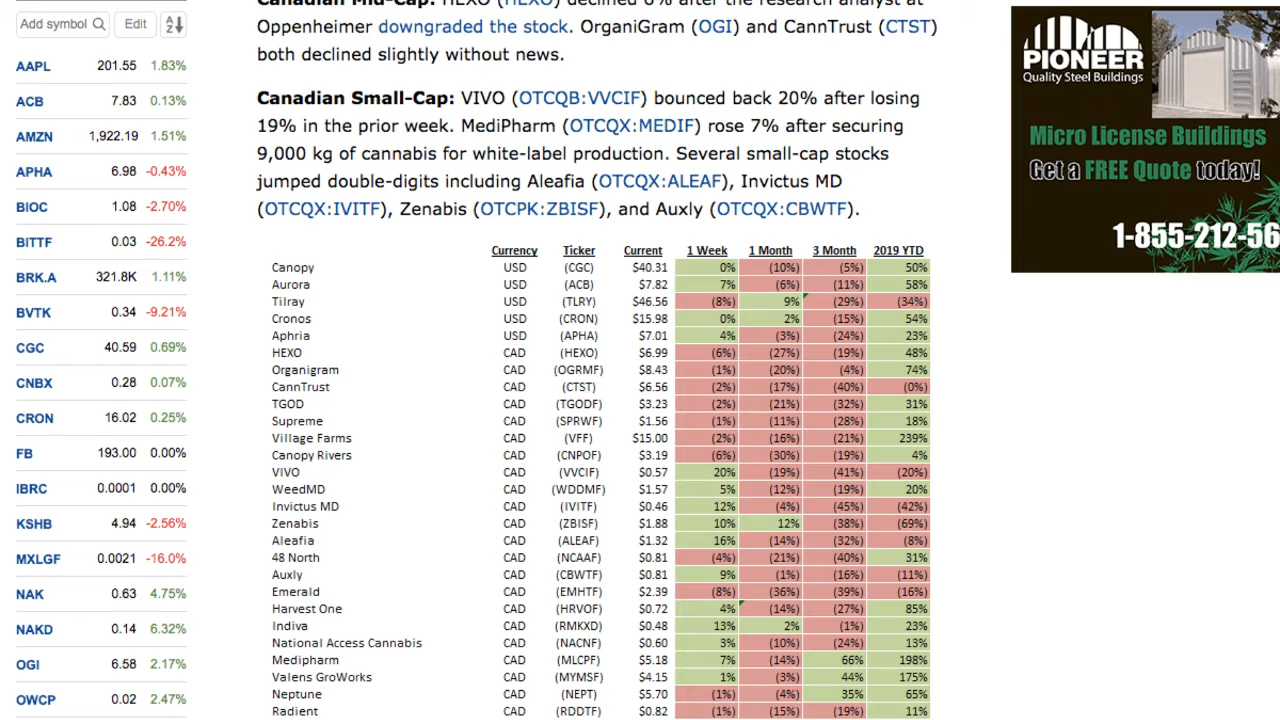 Add symbol Edit A Z
AAPL 201.55 1.83%
ACB 7.83 0.13%
AMZN 1,922.19 1.51%
APHA 6.98 -0.43%
BIOC 1.08 -2.70%
BITTF 0.03 -26.2%
BRK.A 321.8K 1.11%
BVTK 0.34 -9.21%
CGC 40.59 0.69%
CNBX 0.28 0.07%
CRON 16.02 0.25%
FB 193.00 0.00%
IBRC 0.0001 0.00%
KSHB 4.94 -2.56%
MXLGF 0.0021 -16.0%
NAK 0.63 4.75%
NAKD 0.14 6.32%
OGI 6.58 2.17%
OWCP 0.02 2.47%
Canadian Mid-Cap: HEXO (HEXO) declined 6% after the research analyst at
Oppenheimer downgraded the stock. OrganiGram (OGI) and CannTrust (CTST)
both declined slightly without news.
Canadian Small-Cap: VIVO (OTCQB:VVCIF) bounced back 20% after losing
19% in the prior week. MediPharm (OTCQX:MEDIF) rose 7% after securing
9,000 kg of cannabis for white-label production. Several small-cap stocks
jumped double-digits including Aleafia (OTCQX:ALEAF), Invictus MD
(OTCQX:IVITF), Zenabis (OTCPK:ZBISF), and Auxly (OTCQX:CBWTF).
Currency Ticker Current 1 Week 1 Month 3 Month 2019 YTD
Canopy USD (CGC) $40.31 0% (10%) (5%) 50%
Aurora USD (ACB) $7.82 7% (6%) (11%) 58%
Tilray USD (TLRY) $46.56 (8%) 9% (29%) (34%)
Cronos USD (CRON) $15.98 0% 2% (15%) 54%
Aphria USD (APHA) $7.01 4% (3%) (24%) 23%
HEXO CAD (HEXO) $6.99 (6%) (27%) (19%) 48%
Organigram CAD (OGRMF) $8.43 (1%) (20%) (4%) 74%
CannTrust CAD (CTST) $6.56 (2%) (17%) (40%) (0%)
TGOD CAD (TGODF) $3.23 (2%) (21%) (32%) 31%
Supreme CAD (SPRWF) $1.56 (1%) (11%) (28%) 18%
Village Farms CAD (VFF) $15.00 (2%) (16%) (21%) 239%
Canopy Rivers CAD (CNPOF) $3.19 (6%) (30%) (19%) 4%
VIVO CAD (VVCIF) $0.57 20% (19%) (41%) (20%)
WeedMD CAD (WDDMF) $1.57 5% (12%) (19%) 20%
Invictus MD CAD (IVITF) $0.46 12% (4%) (45%) (42%)
Zenabis CAD (ZBISF) $1.88 10% 12% (38%) (69%)
Aleafia CAD (ALEAF) $1.32 16% (14%) (32%) (8%)
48 North CAD (NCAAF) $0.81 (4%) (21%) (40%) 31%
Auxly CAD (CBWTF) $0.81 9% (1%) (16%) (11%)
Emerald CAD (EMHTF) $2.39 (8%) (36%) (39%) (16%)
Harvest One CAD (HRVOF) $0.72 4% (14%) (27%) 85%
Indiva CAD (RMKXD) $0.48 13% 2% (1%) 23%
National Access Cannabis CAD (NACNF) $0.60 3% (10%) (24%) 13%
Medipharm CAD (MLCPF) $5.18 7% (14%) 66% 198%
Valens GroWorks CAD (MYMSF) $4.15 1% (3%) 44% 175%
Neptune CAD (NEPT) $5.70 (1%) (4%) 35% 65%
Radient CAD (RDDTF) $0.82 (1%) (15%) (19%) 11%
PIONEER
Quality Steel Buildings
Micro License Buildings
Get a FREE Quote today!
1-855-212-56